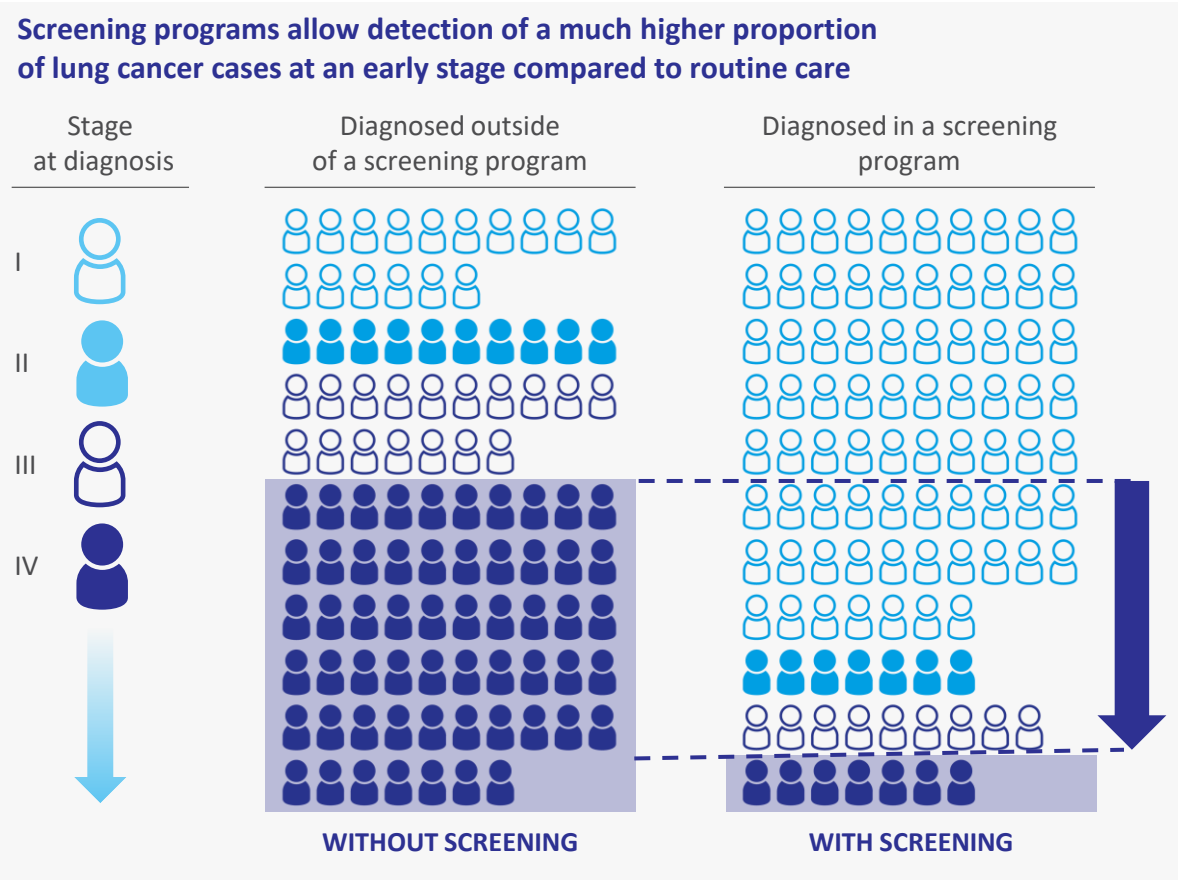 Screening programs allow detection of a much higher proportion
of lung cancer cases at an early stage compared to routine care
Stage
at diagnosis
Diagnosed outside
of a screening program
Diagnosed in a screening
program
I
II
III
IV
WITHOUT SCREENING
WITH SCREENING